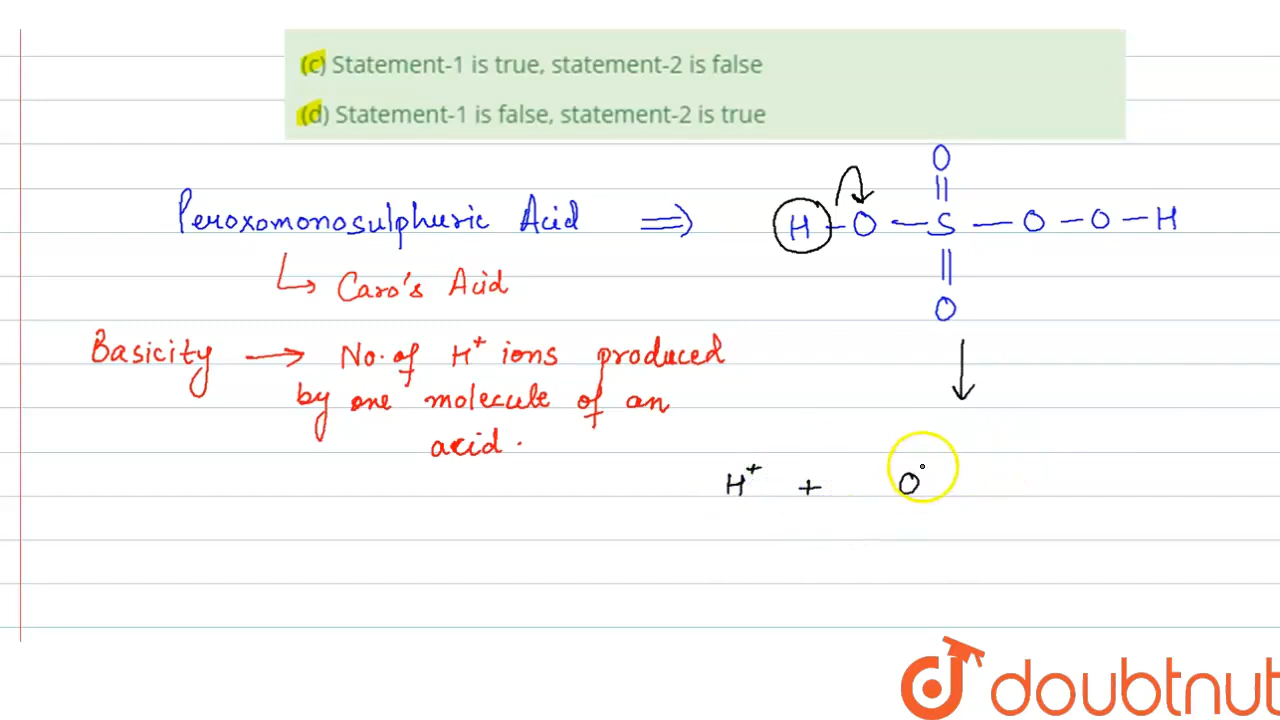 (c) Statement-1 is true, statement-2 is false
(d) Statement-1 is false, statement-2 is true
O
||
Peroxomonosulphuric Acid ⇒ H - O - S - O - O - H
||
O
↳ Caro's Acid
Basicity → No. of H⁺ ions produced
by one molecule of an
acid.
↓
H⁺ + O
doubtnut